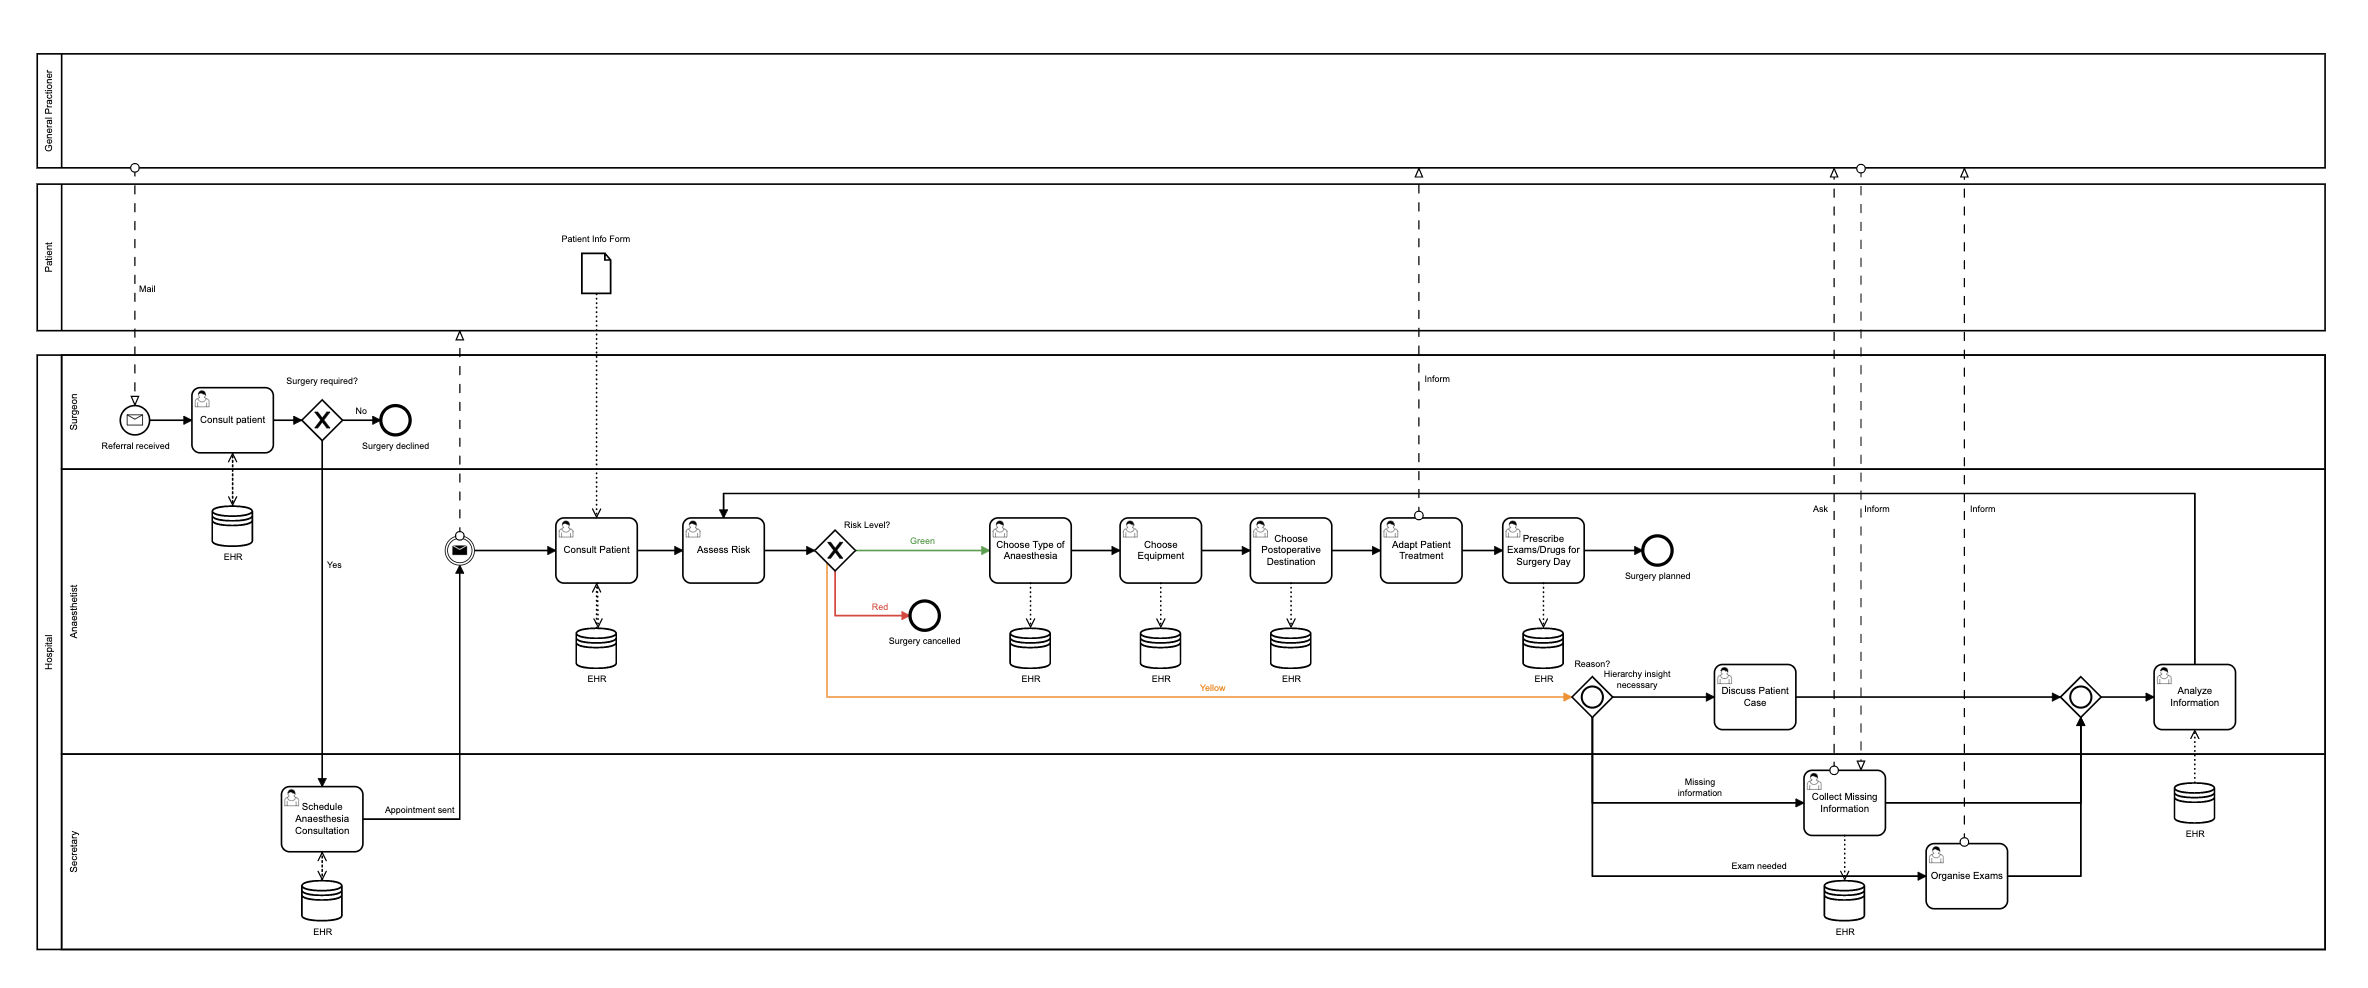 General Practioner
Patient
Patient Info Form
Mail
Hospital
Surgeon
Surgery required?
Consult patient
No
Referral received
Surgery declined
EHR
Inform
Anaesthetist
Yes
Ask
Inform
Inform
Consult Patient
Assess Risk
Risk Level?
Green
Choose Type of
Anaesthesia
Choose
Equipment
Choose
Postoperative
Destination
Adapt Patient
Treatment
Prescribe
Exams/Drugs for
Surgery Day
Surgery planned
Red
Surgery cancelled
EHR
EHR
EHR
EHR
EHR
Yellow
Reason?
Hierarchy insight
necessary
Discuss Patient
Case
Analyze
Information
Secretary
Schedule
Anaesthesia
Consultation
Appointment sent
EHR
Missing
information
Collect Missing
Information
Exam needed
Organise Exams
EHR
EHR